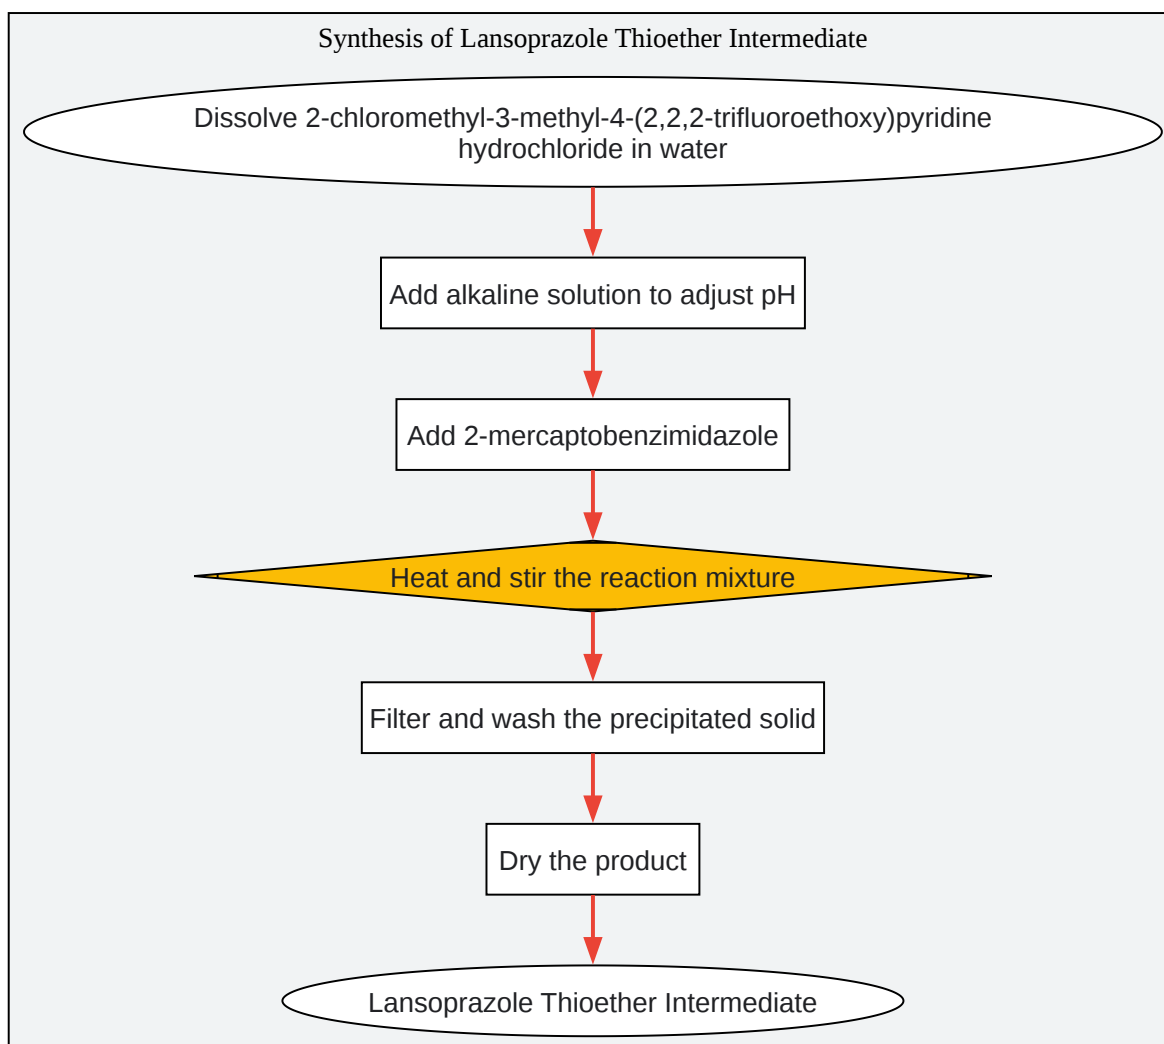 Synthesis of Lansoprazole Thioether Intermediate
Dissolve 2-chloromethyl-3-methyl-4-(2,2,2-trifluoroethoxy)pyridine
hydrochloride in water
Add alkaline solution to adjust pH
Add 2-mercaptobenzimidazole
Heat and stir the reaction mixture
Filter and wash the precipitated solid
Dry the product
Lansoprazole Thioether Intermediate